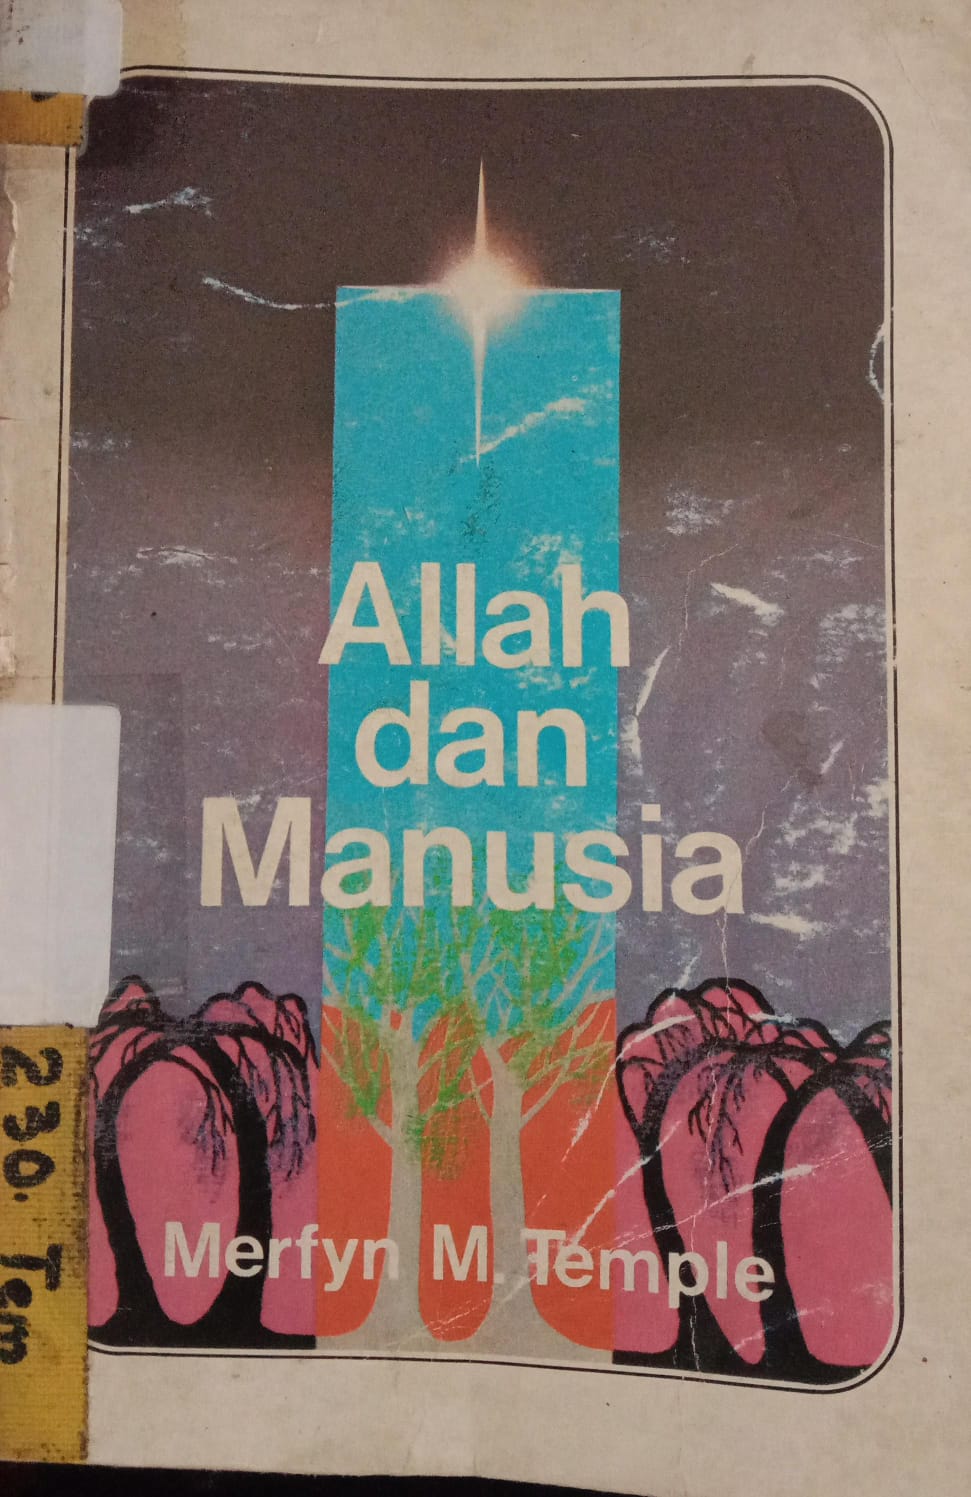 Allah
dan
Manusia
Merfyn M. Temple
230. Tem